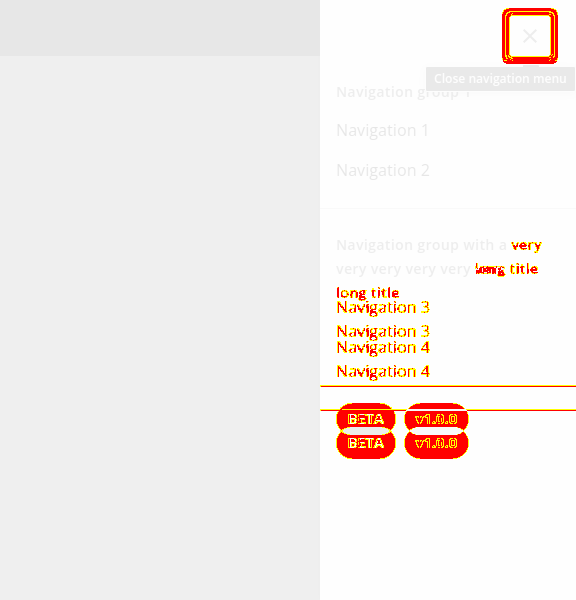 Close navigation menu
Navigation group 1
Navigation 1
Navigation 2
Navigation group with a very
very very very very long title
long title
Navigation 3
Navigation 3
Navigation 4
Navigation 4
BETA v1.0.0
BETA v1.0.0